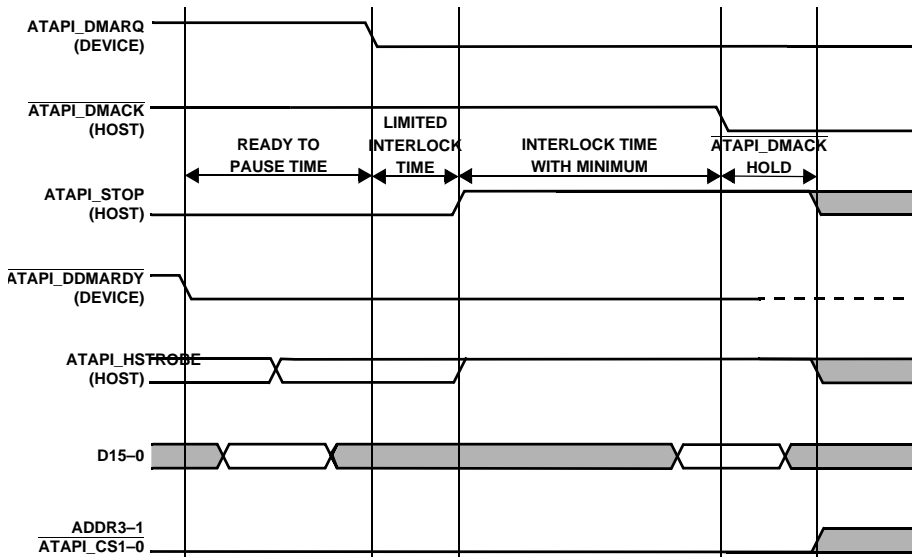 ATAPI_DMARQ
(DEVICE)
ATAPI_DMACK
(HOST)
READY TO
PAUSE TIME
LIMITED
INTERLOCK
TIME
INTERLOCK TIME
WITH MINIMUM
ATAPI_DMACK
HOLD
ATAPI_STOP
(HOST)
ATAPI_DDMARDY
(DEVICE)
ATAPI_HSTROBE
(HOST)
D15–0
ADDR3–1
ATAPI_CS1–0